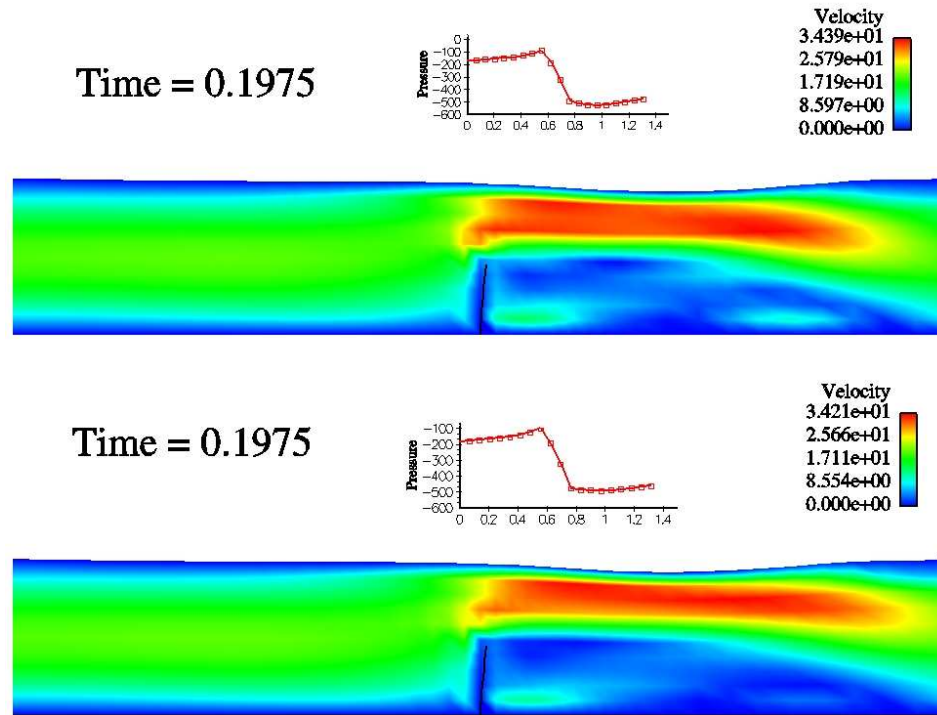 Time = 0.1975
Pressure
0
−100
−200
−300
−400
−500
−600
0 0.2 0.4 0.6 0.8 1 1.2 1.4
Velocity
3.439e+01
2.579e+01
1.719e+01
8.597e+00
0.000e+00
Time = 0.1975
Pressure
−100
−200
−300
−400
−500
−600
0 0.2 0.4 0.6 0.8 1 1.2 1.4
Velocity
3.421e+01
2.566e+01
1.711e+01
8.554e+00
0.000e+00